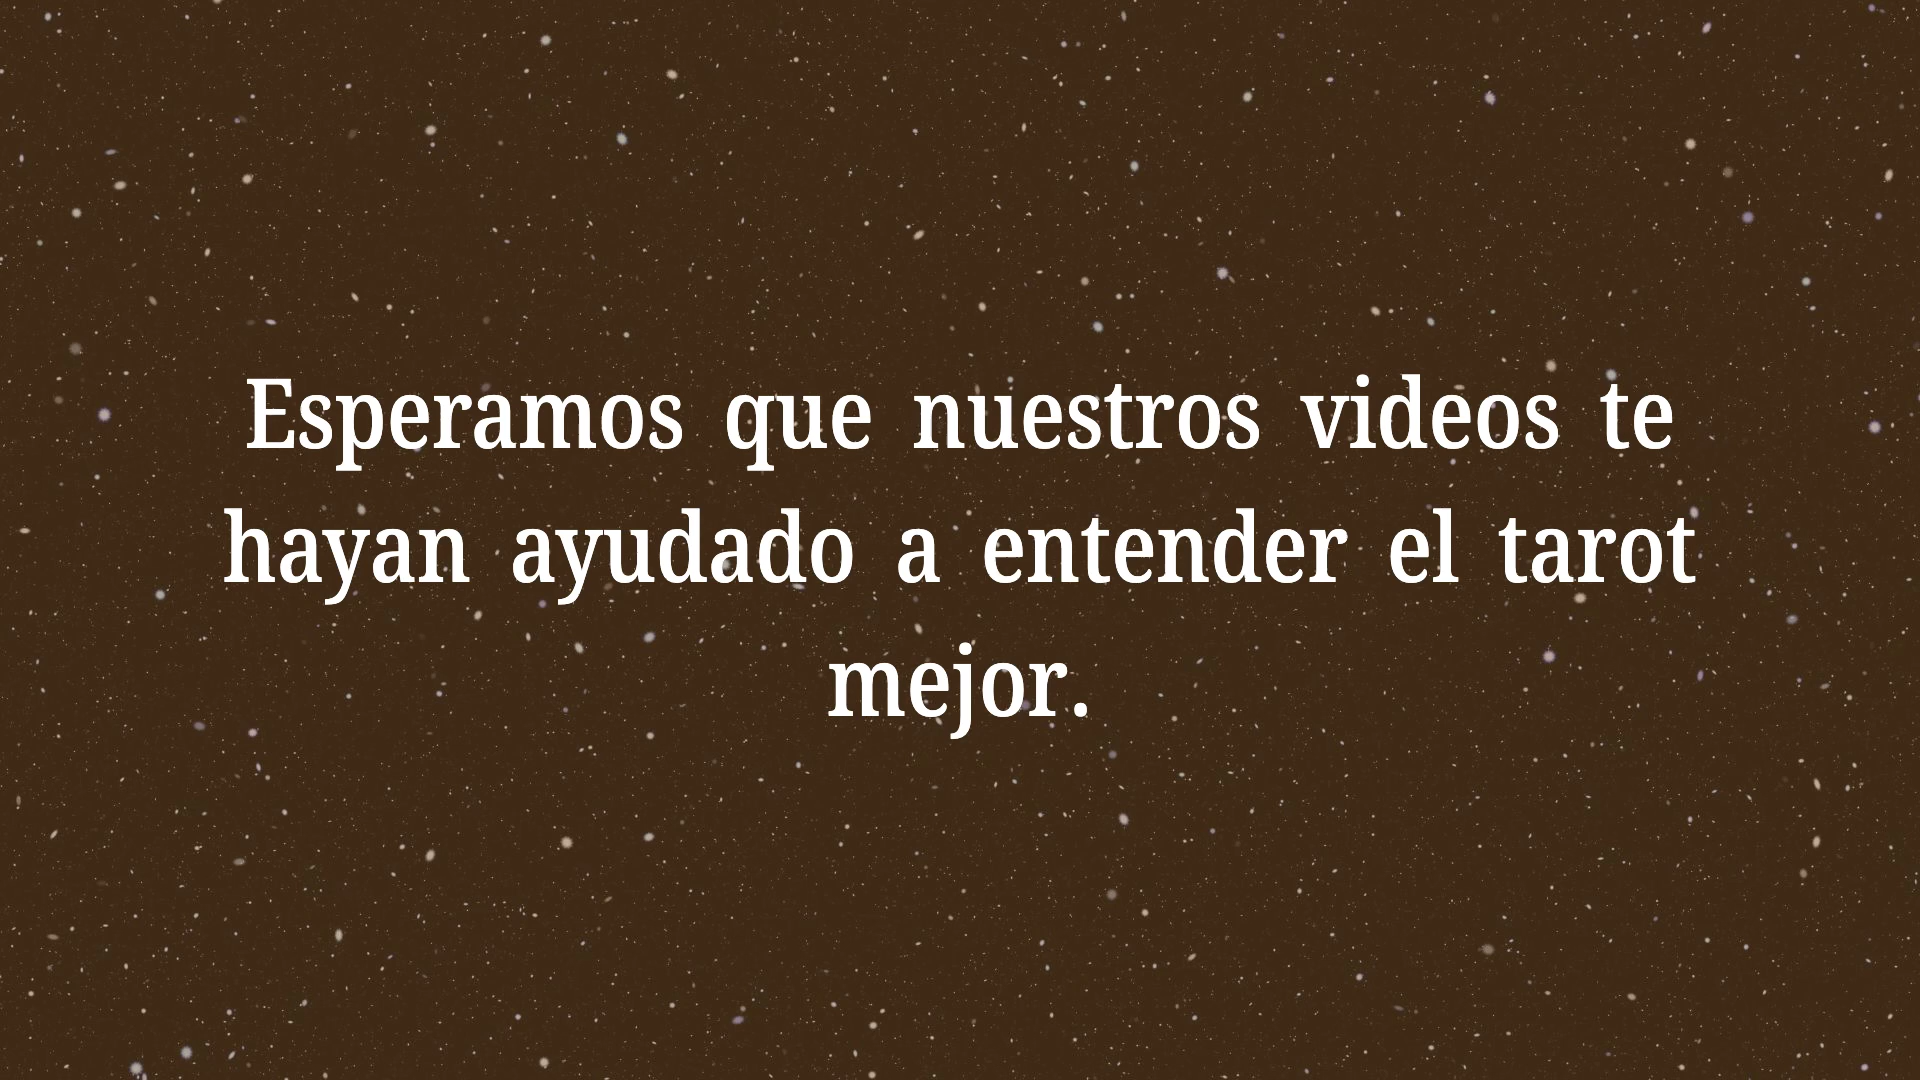 Esperamos que nuestros videos te
hayan ayudado a entender el tarot
mejor.